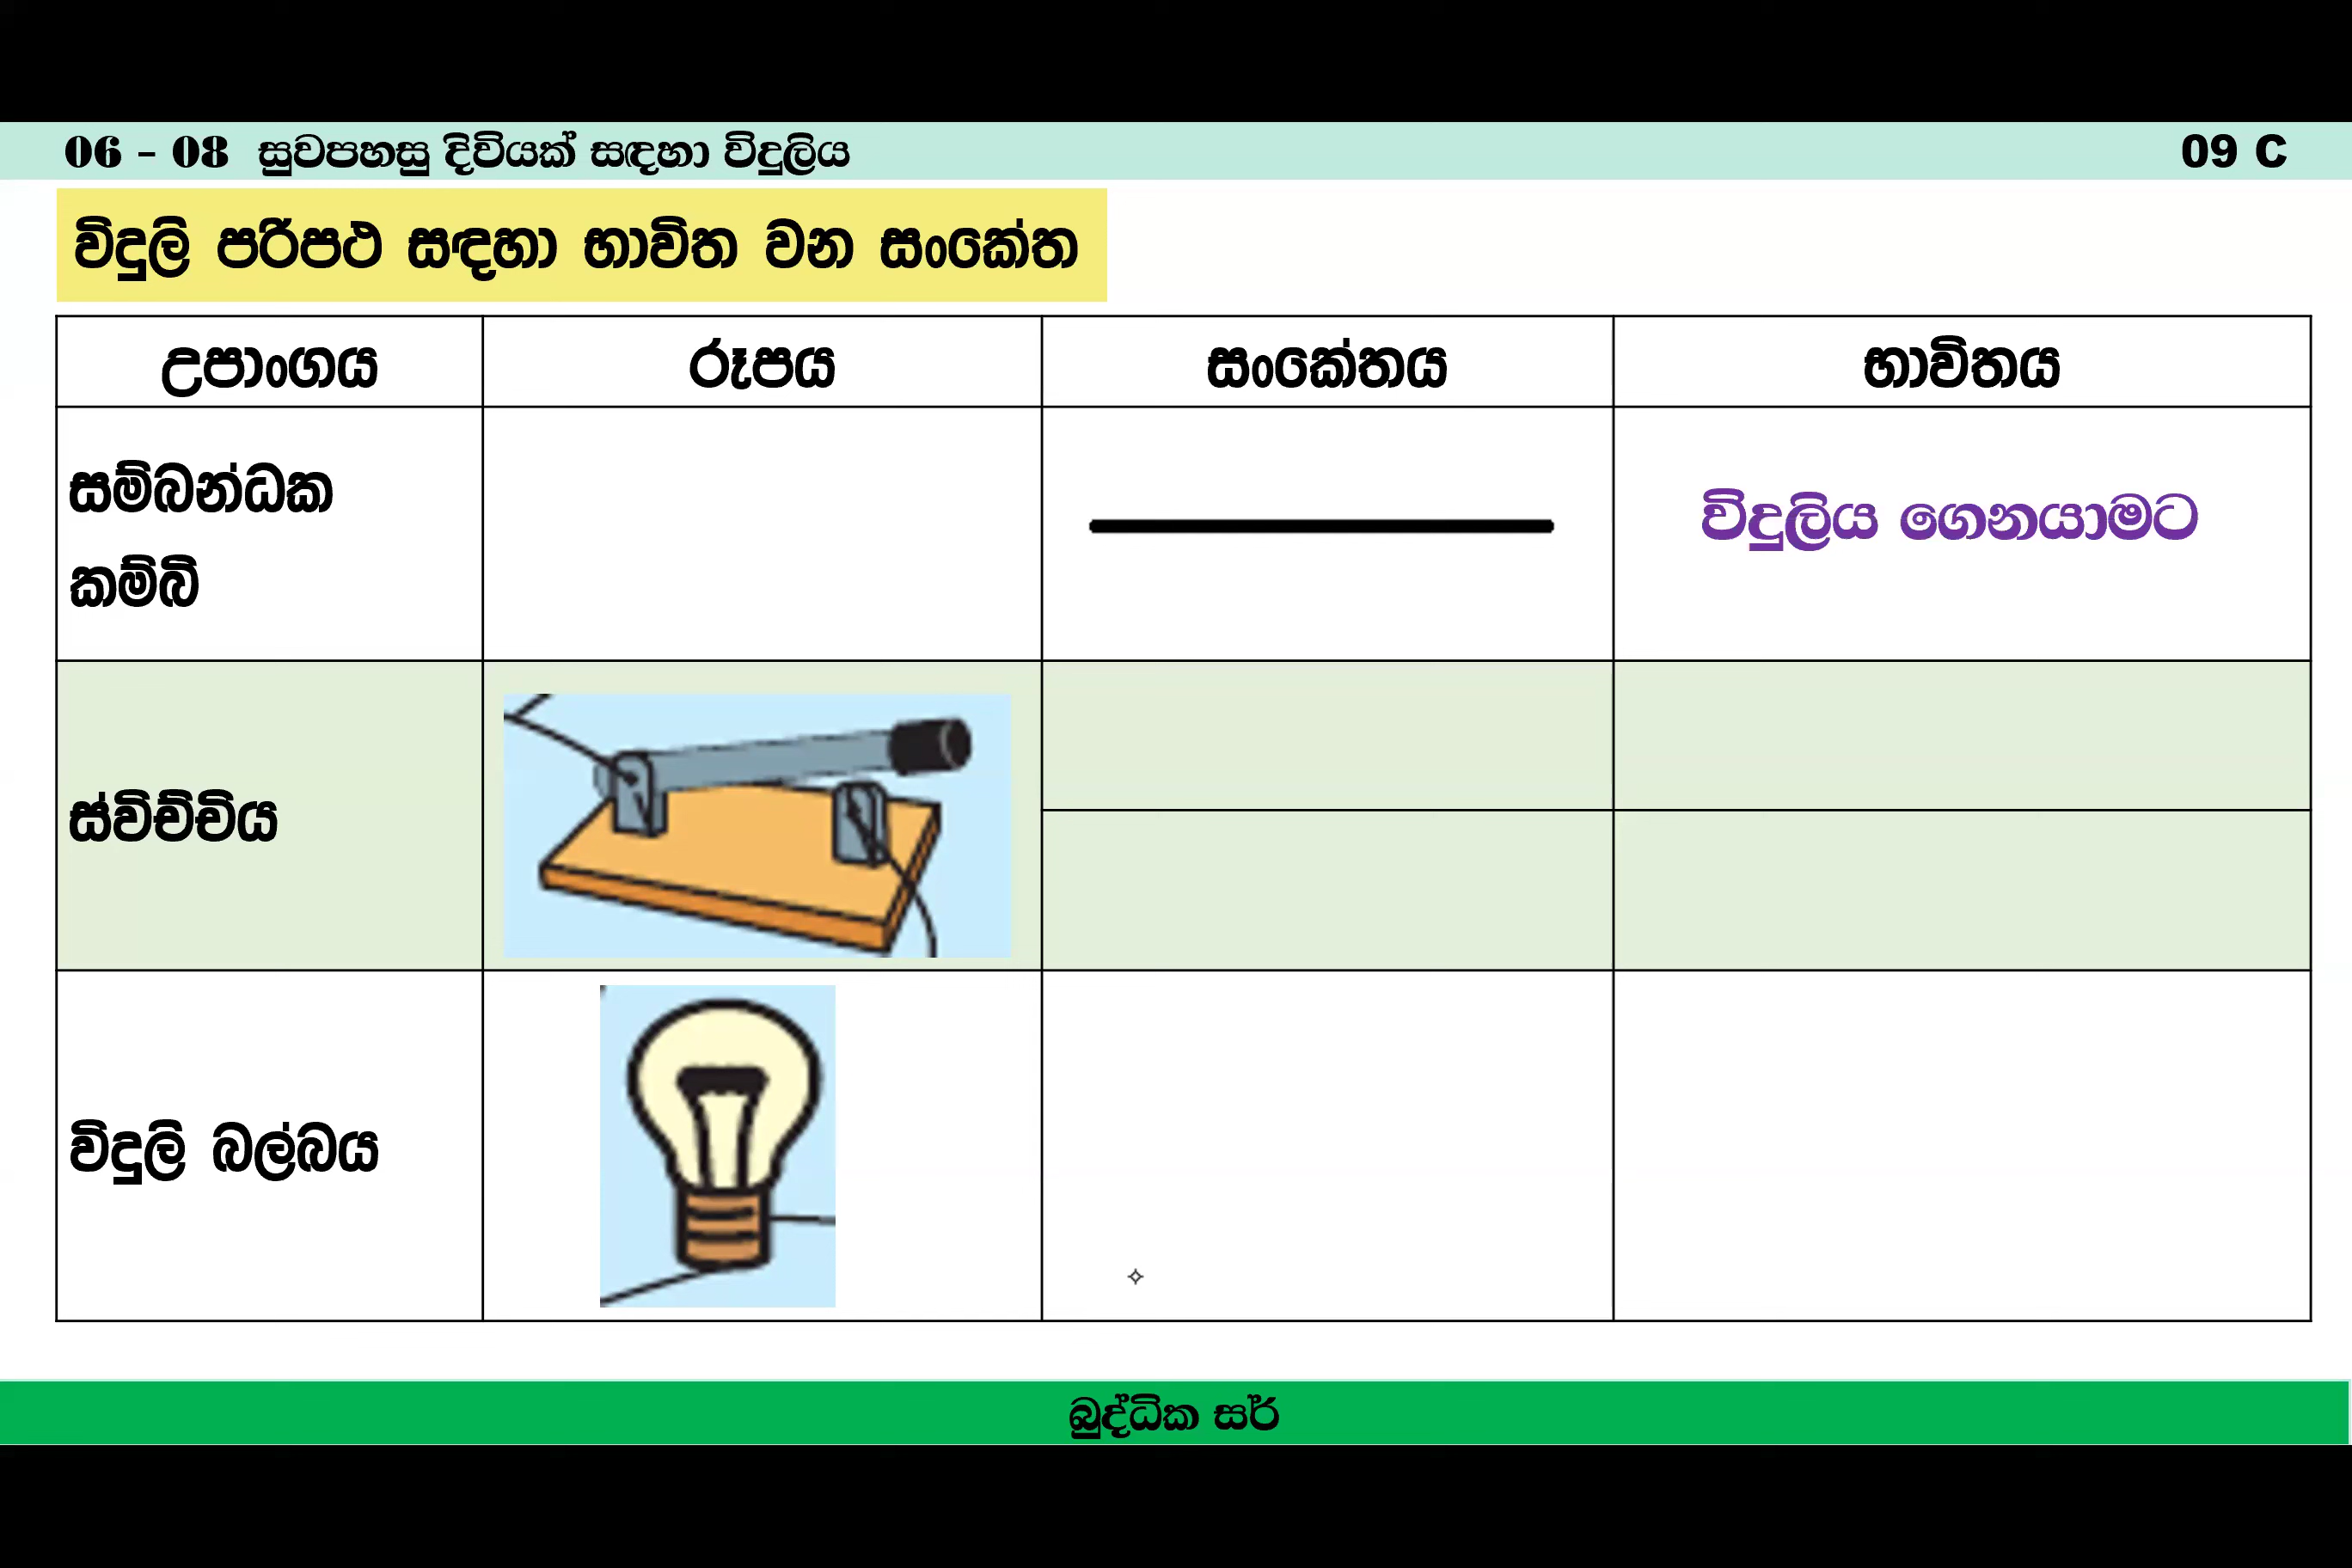 06 - 08 සුවපහසු දිවියක් සඳහා විදුලිය
09 C
විදුලි පරිපථ සඳහා භාවිත වන සංකේත
උපාංගය රූපය සංකේතය භාවිතය
සම්බන්ධක
කම්බි
විදුලිය ගෙනයාමට
ස්විච්චිය
විදුලි බල්බය
බුද්ධික සර්